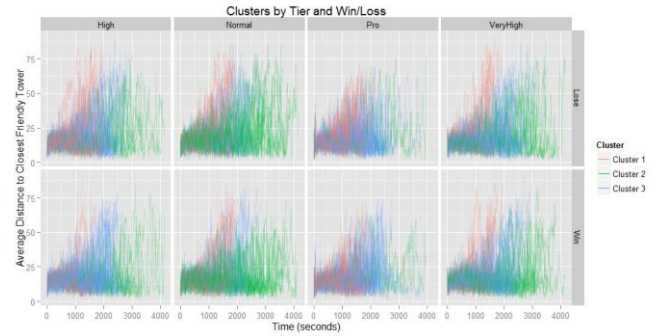 Clusters by Tier and Win/Loss
High Normal Pro VeryHigh
Average Distance to Closest Friendly Tower
75
50
25
0
Lose
75
50
25
0
Win
0 1000 2000 3000 4000 0 1000 2000 3000 4000 0 1000 2000 3000 4000 0 1000 2000 3000 4000
Time (seconds)
Cluster
Cluster 1
Cluster 2
Cluster 3